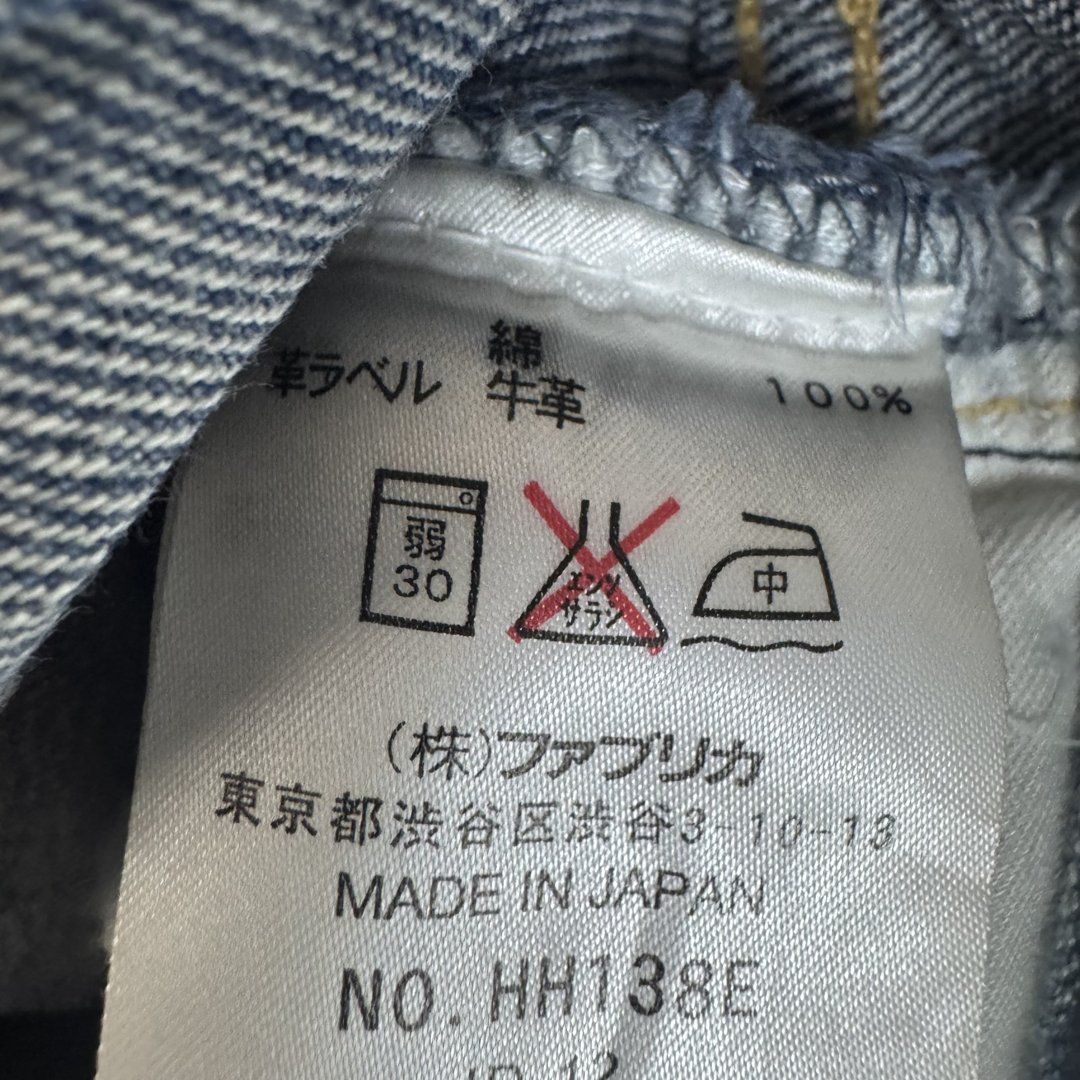 綿 100%
革ラベル 牛革
弱
30
エンソ
サラシ
中
(株)ファブリカ
東京都渋谷区渋谷3-10-13
MADE IN JAPAN
NO. HH138E